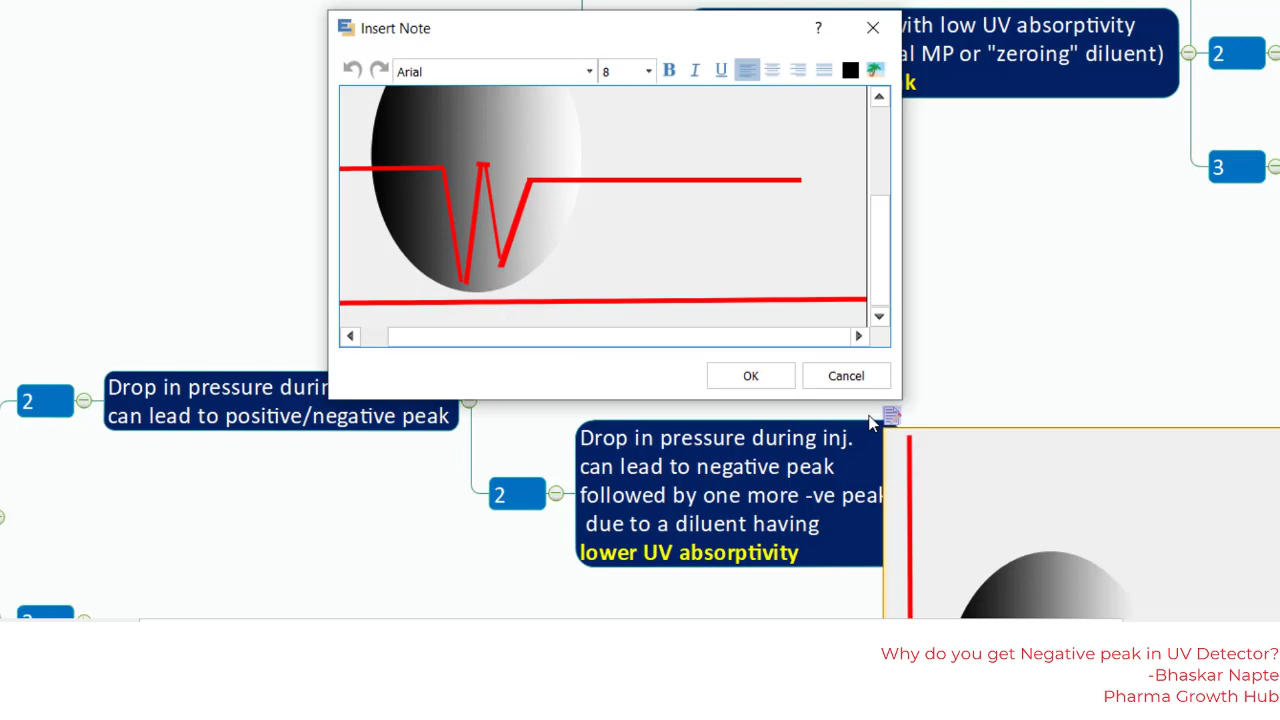 Insert Note
?
Arial
8
B I U
with low UV absorptivity
MP or "zeroing" diluent)
2
3
OK
Cancel
2
Drop in pressure
can lead to positive/negative peak
2
Drop in pressure during inj.
can lead to negative peak
followed by one more -ve peak
due to a diluent having
lower UV absorptivity
Why do you get Negative peak in UV Detector?
-Bhaskar Napte
Pharma Growth Hub